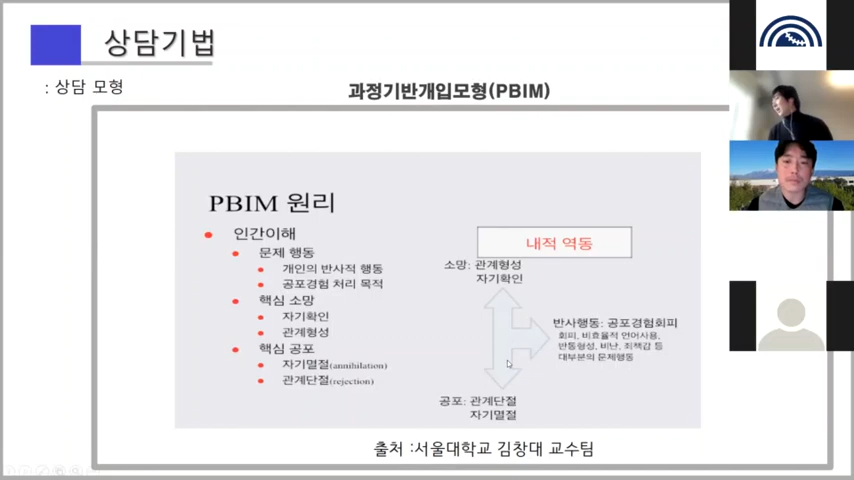 상담기법
: 상담 모형
과정기반개입모형(PBIM)
PBIM 원리
인간이해
문제 행동
개인의 반사적 행동
공포경험 처리 목적
핵심 소망
자기확인
관계형성
핵심 공포
자기멸절(annihilation)
관계단절(rejection)
내적 역동
소망: 관계형성
자기확인
반사행동: 공포경험회피
회피, 비효율적 언어사용,
반동형성, 비난, 죄책감 등
대부분의 문제행동
공포: 관계단절
자기멸절
출처 :서울대학교 김창대 교수팀